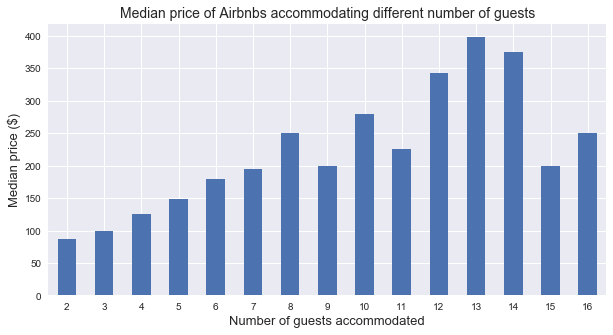 Median price of Airbnbs accommodating different number of guests
Median price ($)
400
350
300
250
200
150
100
50
0
2 3 4 5 6 7 8 9 10 11 12 13 14 15 16
Number of guests accommodated